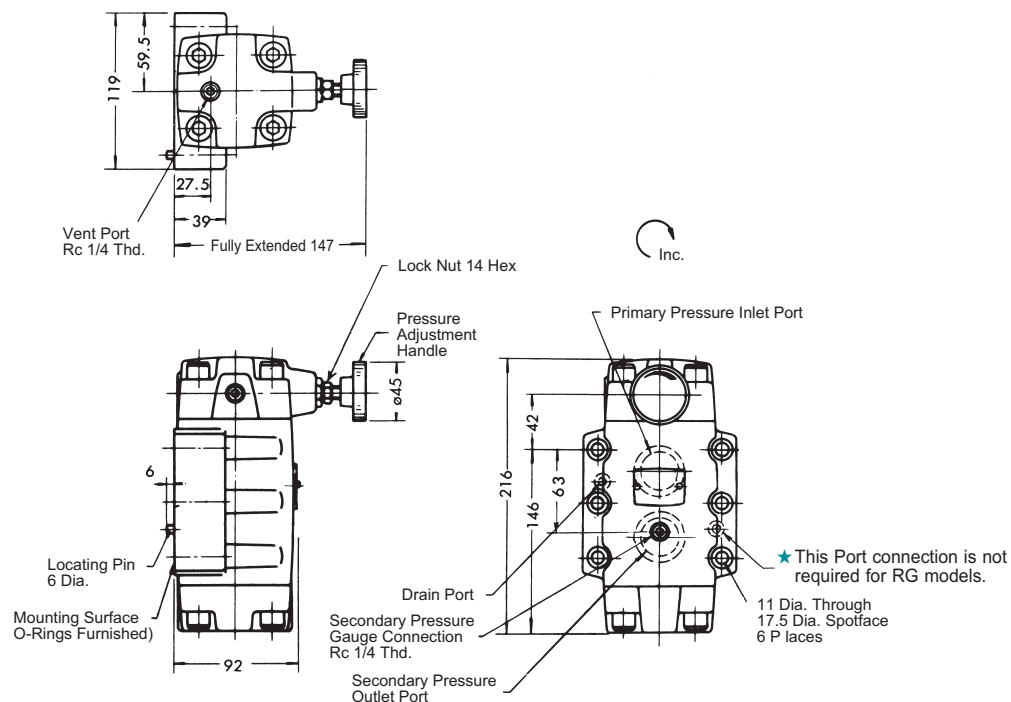 119
59.5
27.5
39
Fully Extended 147
Vent Port
Rc 1/4 Thd.
Inc.
Lock Nut 14 Hex
Pressure
Adjustment
Handle
ø45
6
Locating Pin
6 Dia.
Mounting Surface
O-Rings Furnished)
92
Primary Pressure Inlet Port
42
216
146
63
Drain Port
Secondary Pressure
Gauge Connection
Rc 1/4 Thd.
Secondary Pressure
Outlet Port
★ This Port connection is not
required for RG models.
11 Dia. Through
17.5 Dia. Spotface
6 P laces